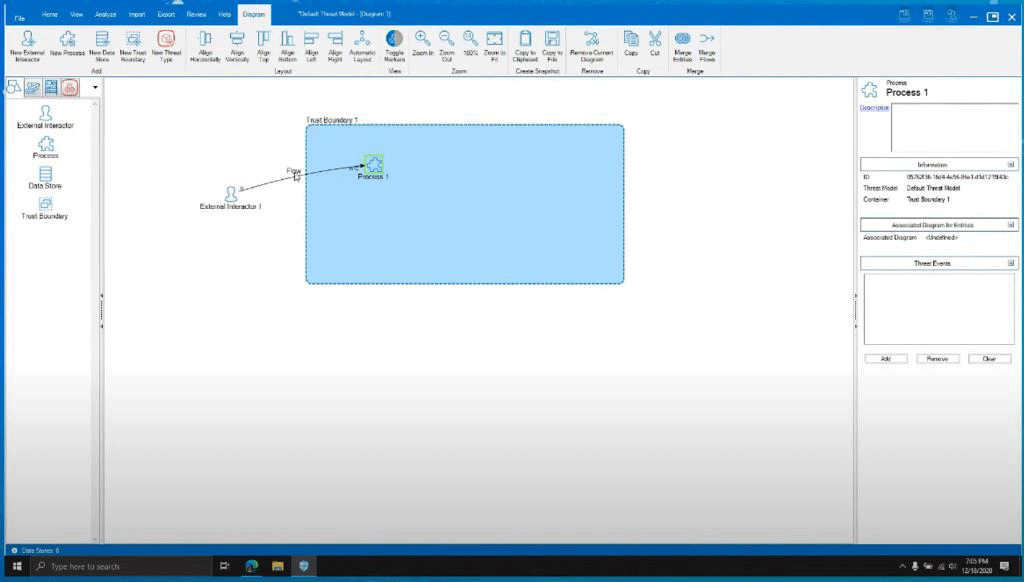 File Home View Analyze Import Export Review Help Diagram "Default Threat Model - [Diagram 1]
New External Interactor
New Process
New Data Store
New Trust Boundary
New Threat Type
Align Horizontally
Align Vertically
Align Top
Align Bottom
Align Left
Align Right
Automatic Layout
Toggle Markers
Zoom In
Zoom Out
100%
Zoom to Fit
Copy to Clipboard
Copy to File
Remove Current Diagram
Copy
Cut
Merge Entities
Merge Flows
Add Layout View Zoom Create Snapshot Remove Copy Merge
External Interactor
Process
Data Store
Trust Boundary
Trust Boundary 1
Flow
Process 1
External Interactor 1
Process
Process 1
Description
Information
ID
Threat Model Default Threat Model
Container Trust Boundary 1
Associated Diagram for Entities
Associated Diagram <Undefined>
Threat Events
Add Remove Clear
Data Stores: 0
Type here to search
7:05 PM
12/18/2020